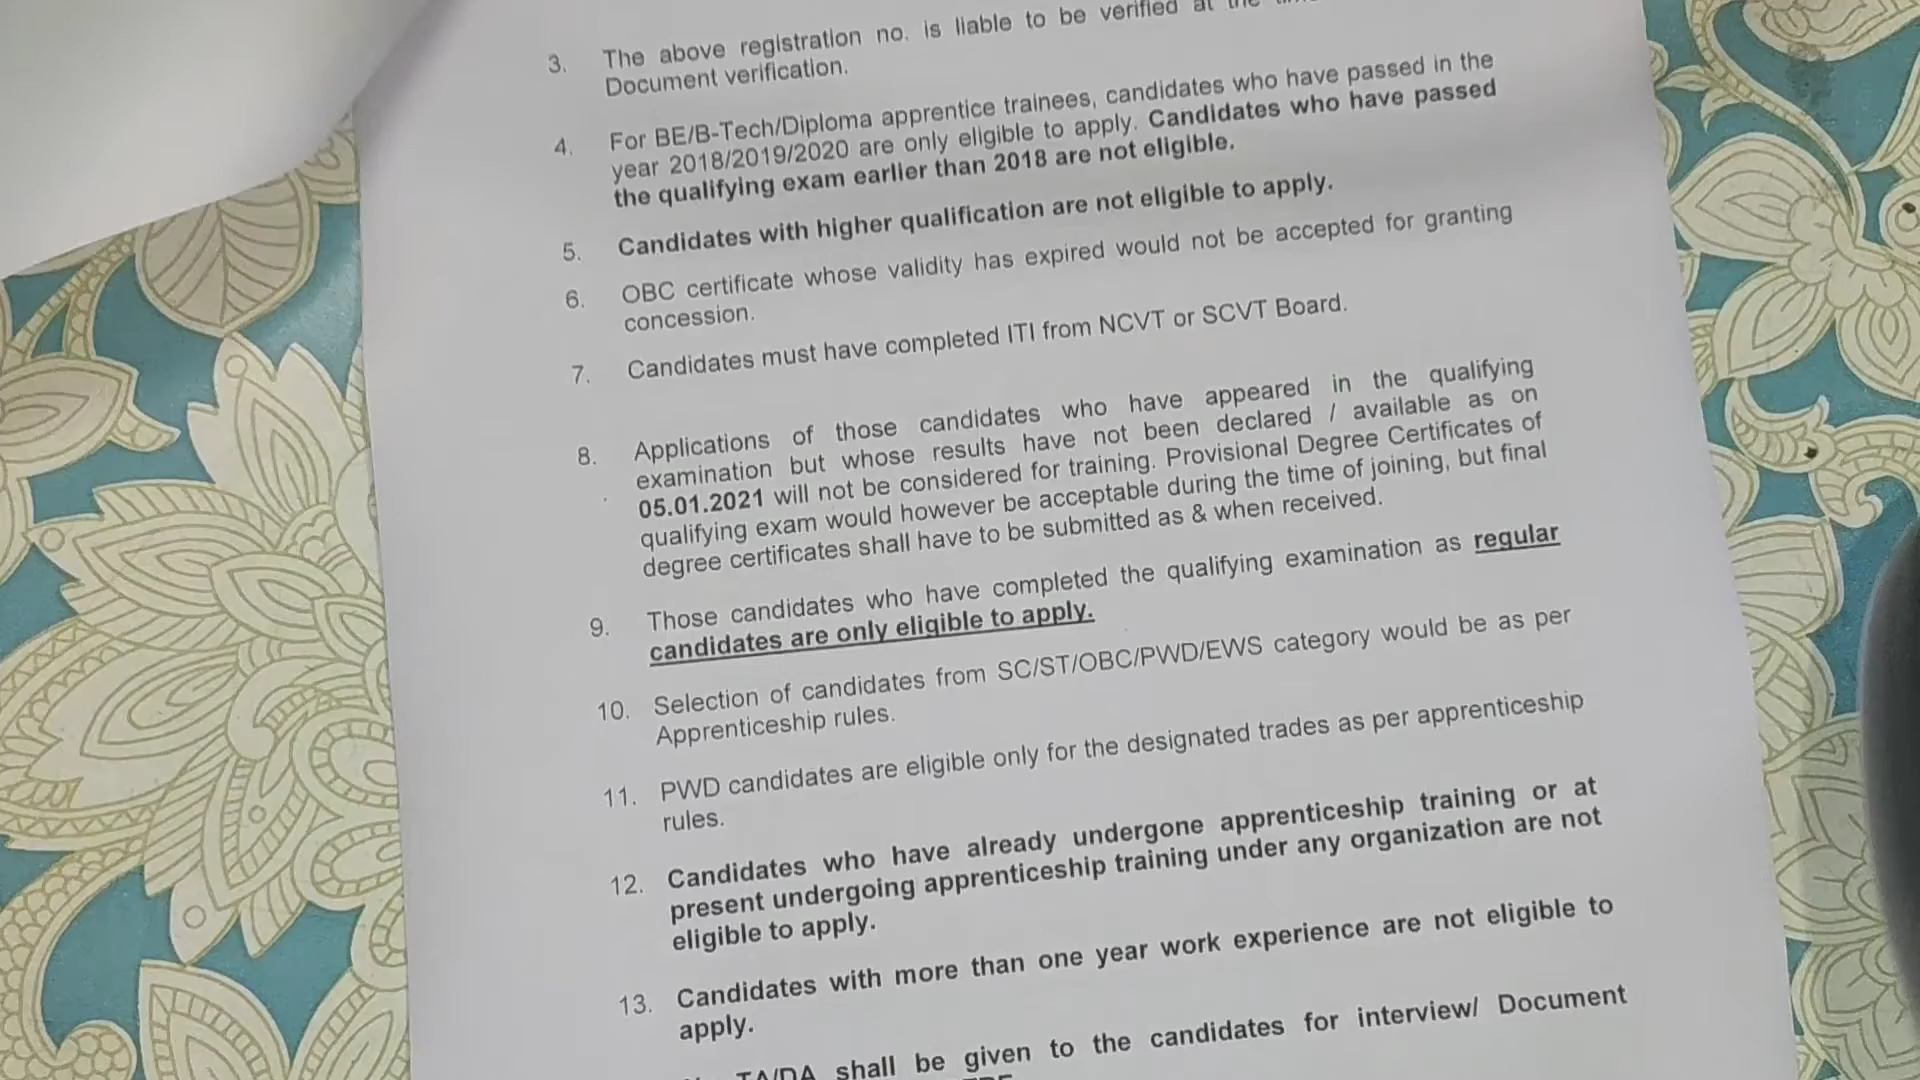 3. The above registration no. is liable to be verified at the
Document verification.
4. For BE/B-Tech/Diploma apprentice trainees, candidates who have passed in the
year 2018/2019/2020 are only eligible to apply. Candidates who have passed
the qualifying exam earlier than 2018 are not eligible.
5. Candidates with higher qualification are not eligible to apply.
6. OBC certificate whose validity has expired would not be accepted for granting
concession.
7. Candidates must have completed ITI from NCVT or SCVT Board.
8. Applications of those candidates who have appeared in the qualifying
examination but whose results have not been declared / available as on
05.01.2021 will not be considered for training. Provisional Degree Certificates of
qualifying exam would however be acceptable during the time of joining, but final
degree certificates shall have to be submitted as & when received.
9. Those candidates who have completed the qualifying examination as regular
candidates are only eligible to apply.
10. Selection of candidates from SC/ST/OBC/PWD/EWS category would be as per
Apprenticeship rules.
11. PWD candidates are eligible only for the designated trades as per apprenticeship
rules.
12. Candidates who have already undergone apprenticeship training or at
present undergoing apprenticeship training under any organization are not
eligible to apply.
13. Candidates with more than one year work experience are not eligible to
apply.
TA/DA shall be given to the candidates for interview/ Document